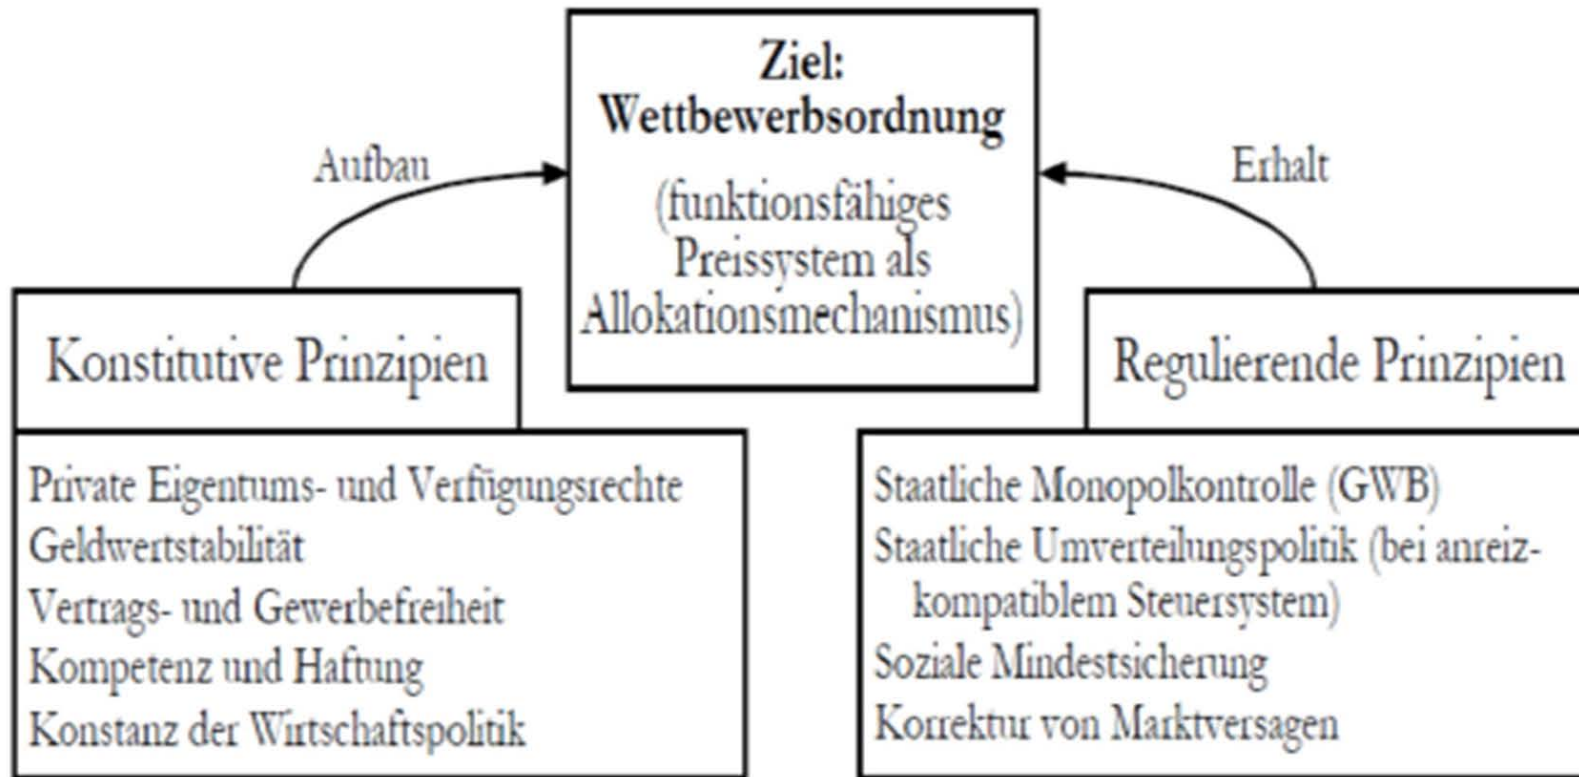 Ziel:
Wettbewerbsordnung
(funktionsfähiges
Preissystem als
Allokationsmechanismus)
Aufbau
Erhalt
Konstitutive Prinzipien
Private Eigentums- und Verfügungsrechte
Geldwertstabilität
Vertrags- und Gewerbefreiheit
Kompetenz und Haftung
Konstanz der Wirtschaftspolitik
Regulierende Prinzipien
Staatliche Monopolkontrolle (GWB)
Staatliche Umverteilungspolitik (bei anreiz-
kompatiblem Steuersystem)
Soziale Mindestsicherung
Korrektur von Marktversagen